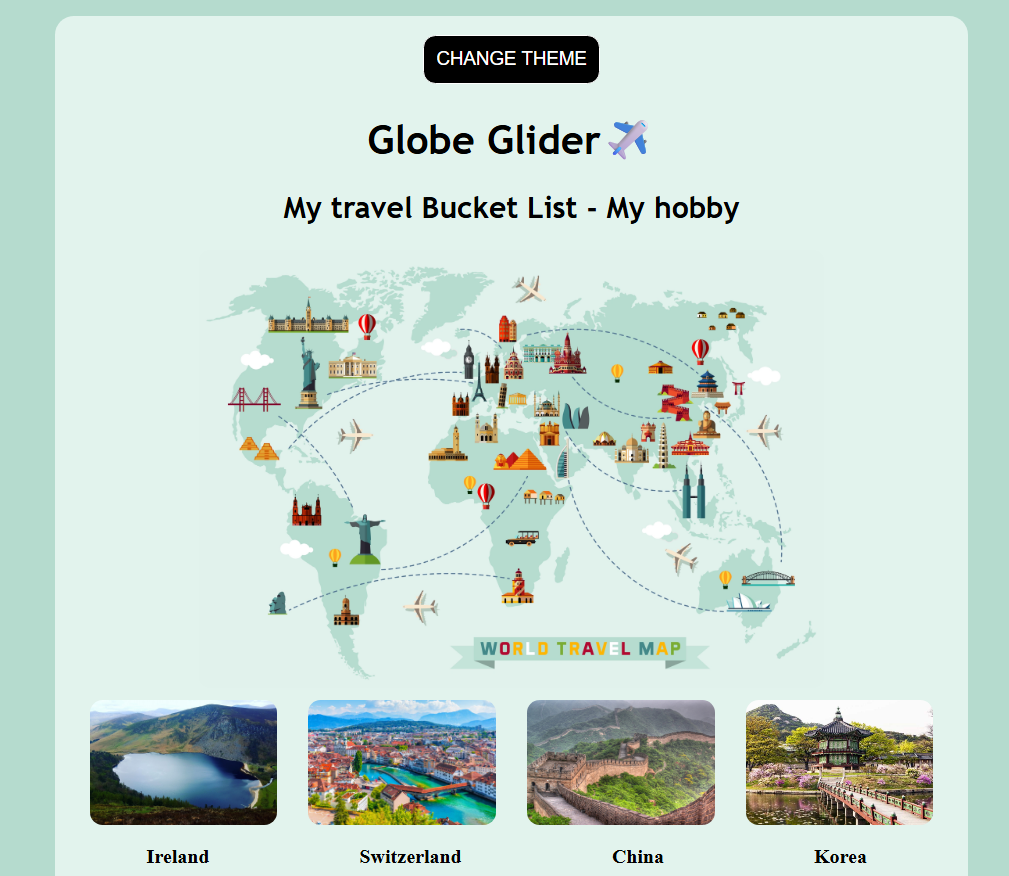 CHANGE THEME
Globe Glider
My travel Bucket List - My hobby
WORLD TRAVEL MAP
Ireland
Switzerland
China
Korea